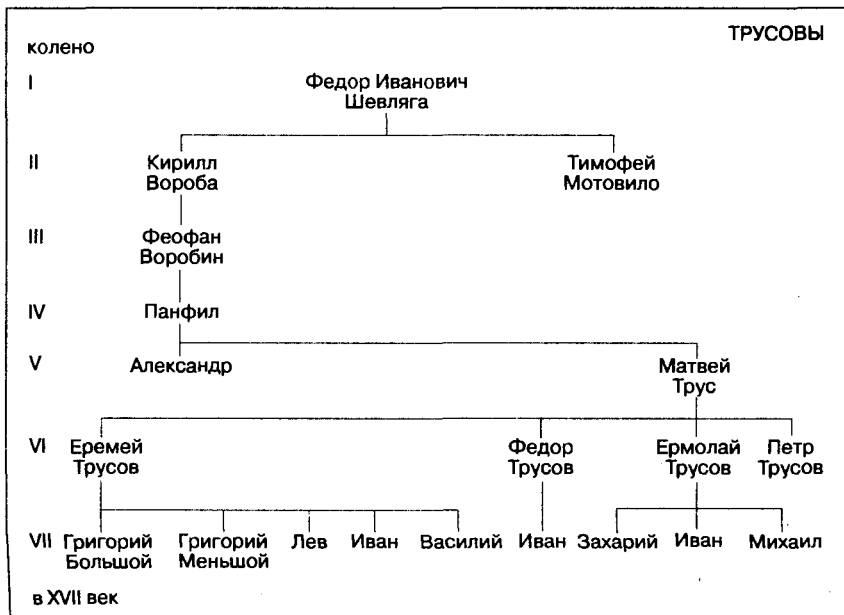 ТРУСОВЫ
колено
I Федор Иванович
Шевляга
II Кирилл Тимофей
Вороба Мотовило
III Феофан
Воробин
IV Панфил
V Александр Матвей
Трус
VI Еремей Федор Ермолай Петр
Трусов Трусов Трусов Трусов
VII Григорий Григорий Лев Иван Василий Иван Захарий Иван Михаил
Большой Меньшой
в XVII век